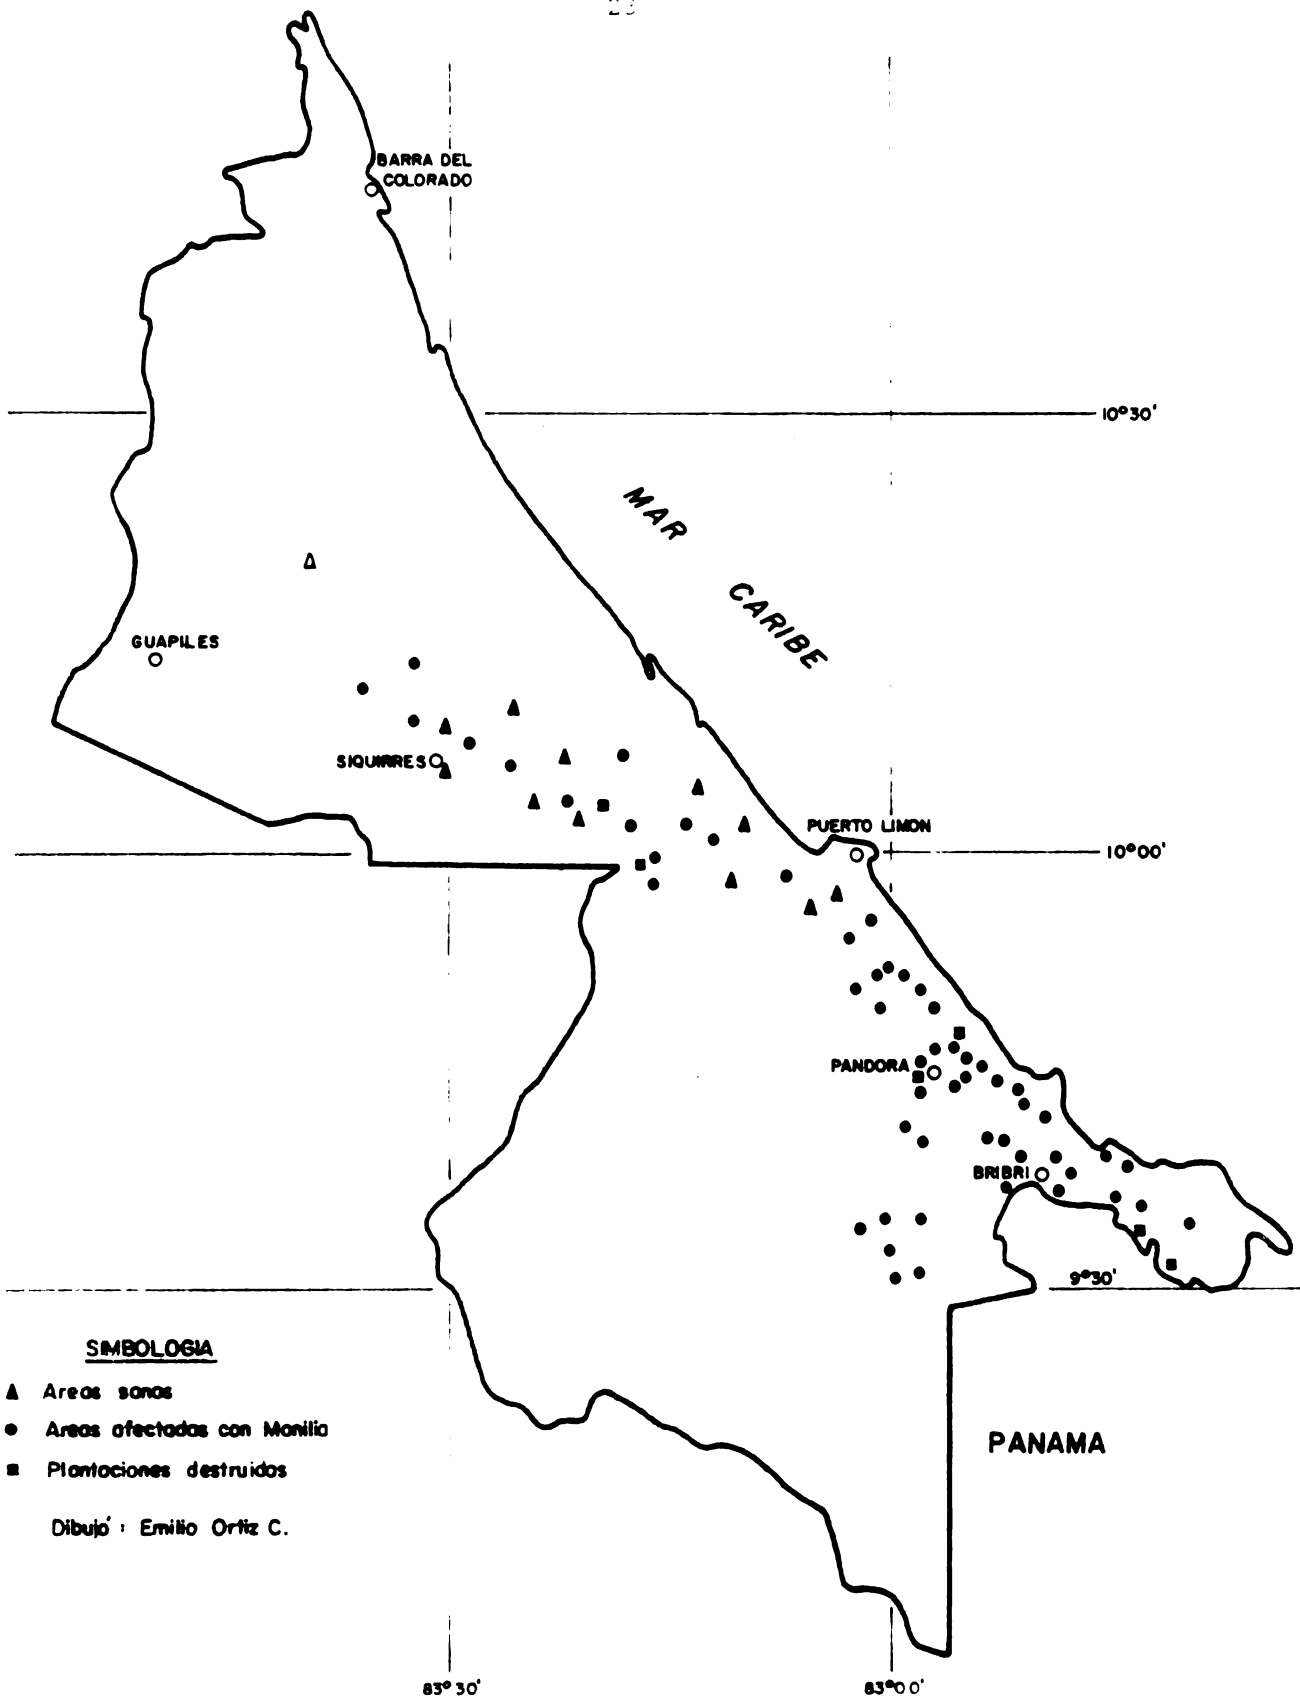 BARRA DEL
COLORADO
10°30'
MAR
CARIBE
GUAPILES
SIQUIRRES
PUERTO LIMON
10°00'
PANDORA
BRIBRI
9°30'
SIMBOLOGIA
Areas sanas
Areas afectadas con Monilia
Plantaciones destruidas
PANAMA
Dibujó : Emilio Ortiz C.
83°30'
83°00'